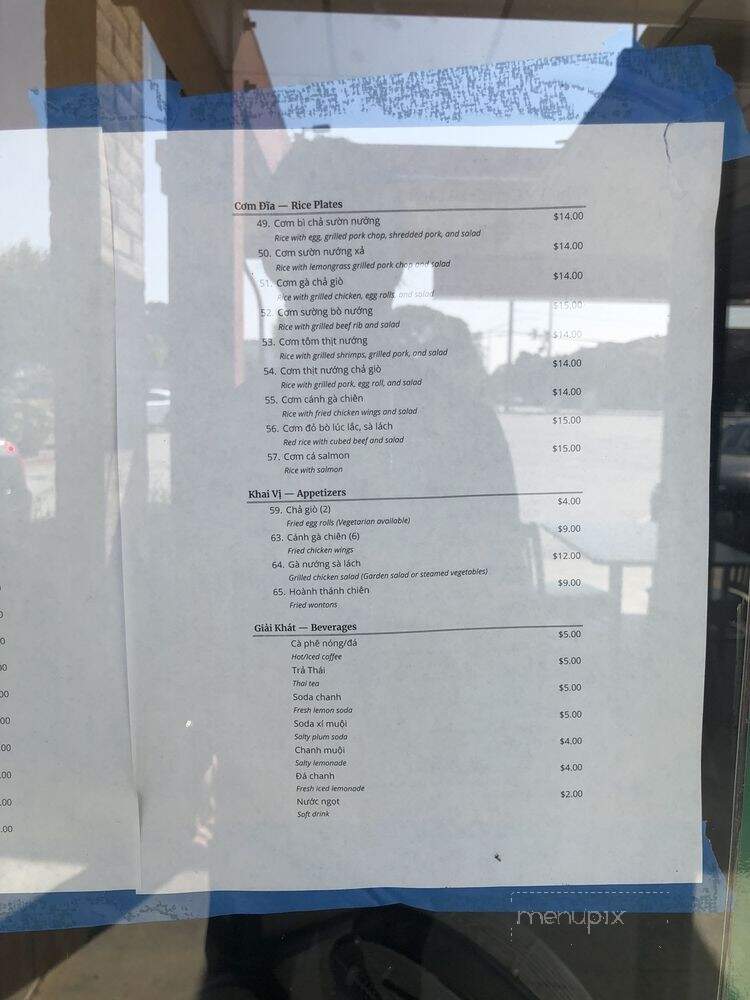 Cơm Đĩa — Rice Plates
49. Cơm bì chả sườn nướng $14.00
Rice with egg, grilled pork chop, shredded pork, and salad
50. Cơm sườn nướng xả $14.00
Rice with lemongrass grilled pork chop and salad
51. Cơm gà chả giò $14.00
Rice with grilled chicken, egg rolls, and salad
52. Cơm sường bò nướng $15.00
Rice with grilled beef rib and salad
53. Cơm tôm thịt nướng $14.00
Rice with grilled shrimps, grilled pork, and salad
54. Cơm thịt nướng chả giò $14.00
Rice with grilled pork, egg roll, and salad
55. Cơm cánh gà chiên $14.00
Rice with fried chicken wings and salad
56. Cơm đỏ bò lúc lắc, sà lách $15.00
Red rice with cubed beef and salad
57. Cơm cá salmon $15.00
Rice with salmon
Khai Vị — Appetizers
59. Chả giò (2) $4.00
Fried egg rolls (Vegetarian available)
63. Cánh gà chiên (6) $9.00
Fried chicken wings
64. Gà nướng sà lách $12.00
Grilled chicken salad (Garden salad or steamed vegetables)
65. Hoành thánh chiên $9.00
Fried wontons
Giải Khát — Beverages
Cà phê nóng/đá $5.00
Hot/Iced coffee
Trà Thái $5.00
Thai tea
Soda chanh $5.00
Fresh lemon soda
Soda xí muội $5.00
Salty plum soda
Chanh muội $4.00
Salty lemonade
Đá chanh $4.00
Fresh iced lemonade
Nước ngọt $2.00
Soft drink
menupix